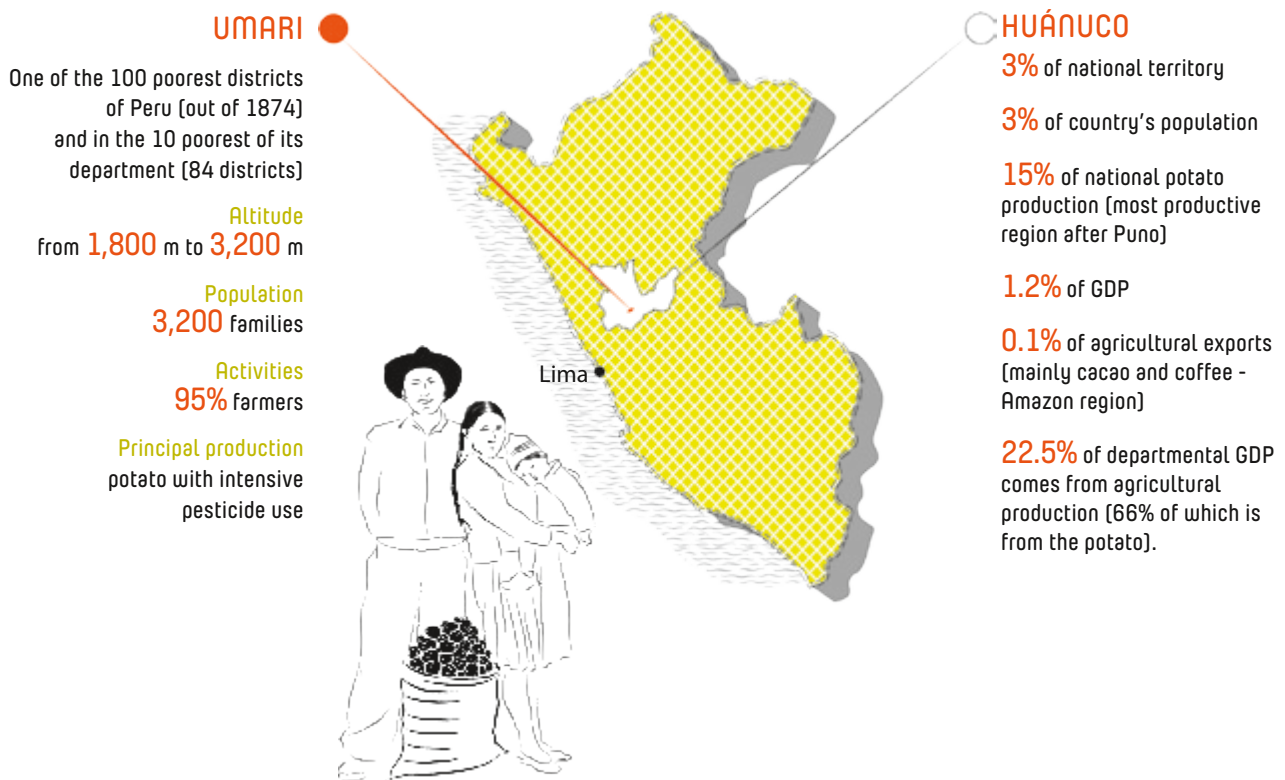 UMARI
One of the 100 poorest districts
of Peru (out of 1874)
and in the 10 poorest of its
department (84 districts)
Altitude
from 1,800 m to 3,200 m
Population
3,200 families
Activities
95% farmers
Principal production
potato with intensive
pesticide use
Lima
HUÁNUCO
3% of national territory
3% of country's population
15% of national potato
production (most productive
region after Puno)
1.2% of GDP
0.1% of agricultural exports
(mainly cacao and coffee -
Amazon region)
22.5% of departmental GDP
comes from agricultural
production (66% of which is
from the potato).